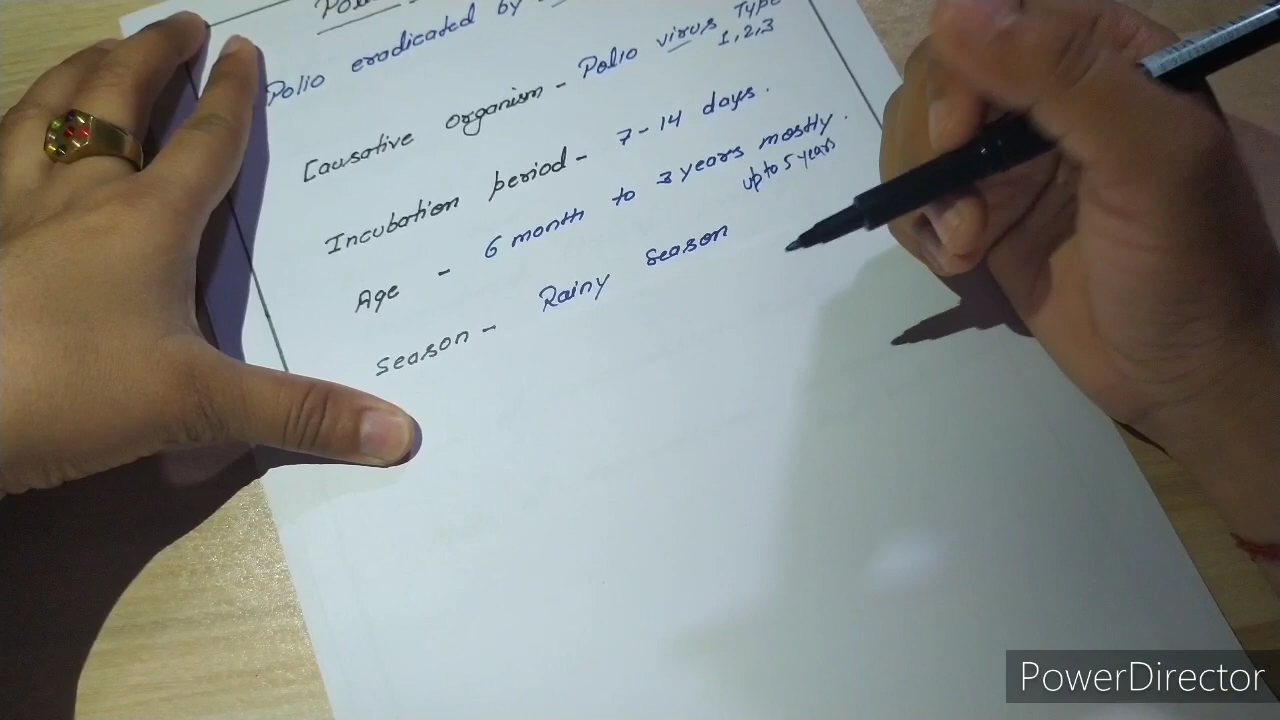 Polio eradicated by
Causative organism - Polio virus Type
1, 2, 3
Incubation period - 7 - 14 days.
Age - 6 month to 3 years mostly.
upto 5 years
Season - Rainy season
PowerDirector